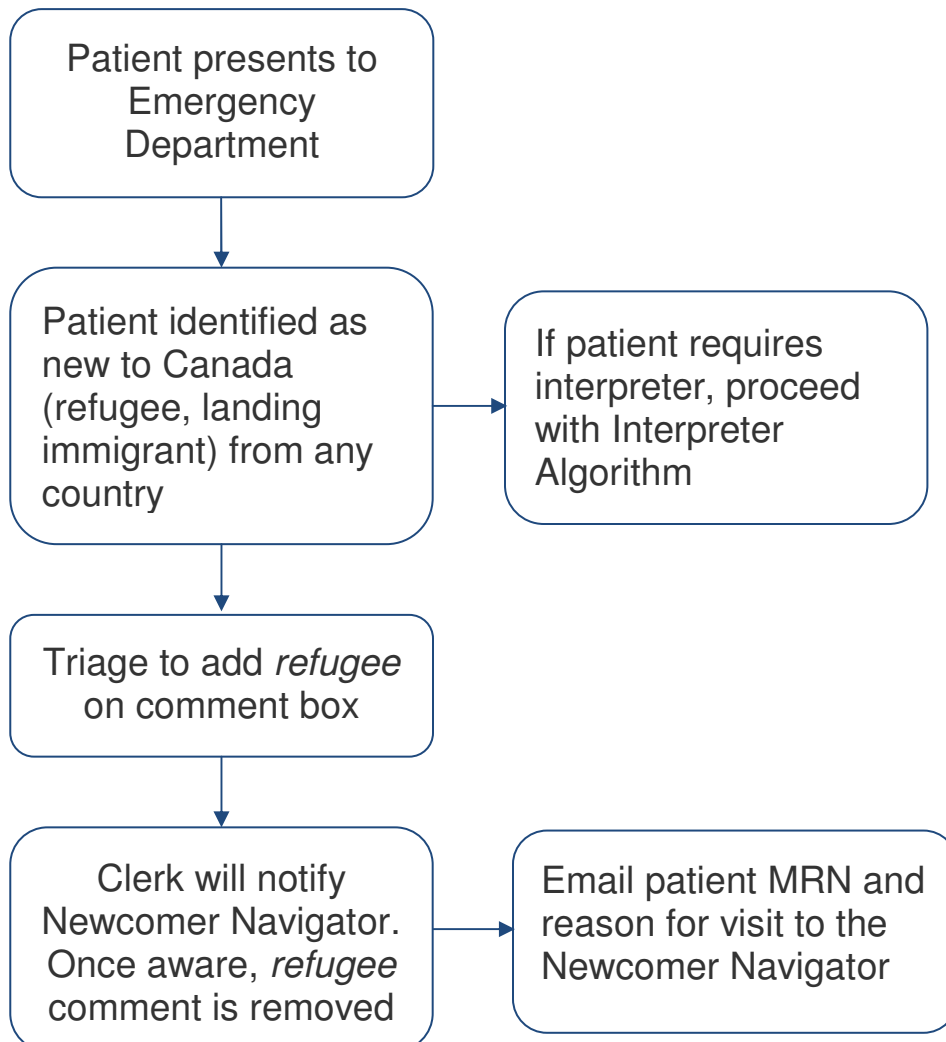 Patient presents to
Emergency
Department
Patient identified as
new to Canada
(refugee, landing
immigrant) from any
country
If patient requires
interpreter, proceed
with Interpreter
Algorithm
Triage to add refugee
on comment box
Clerk will notify
Newcomer Navigator.
Once aware, refugee
comment is removed
Email patient MRN and
reason for visit to the
Newcomer Navigator